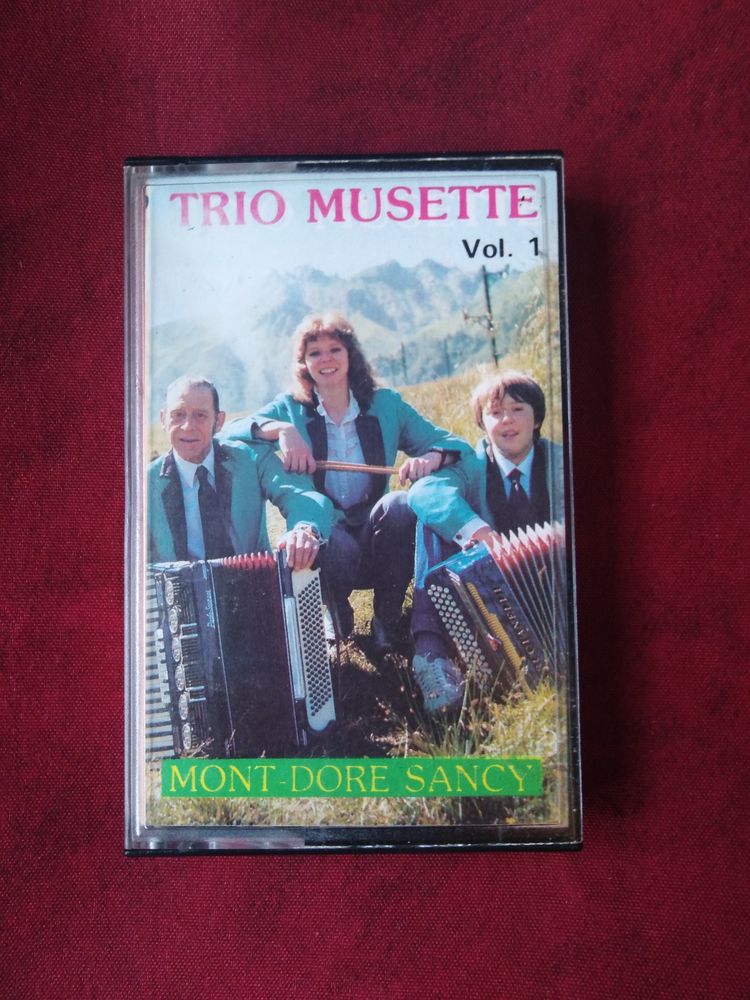 TRIO MUSETTE
Vol. 1
MONT-DORE SANCY